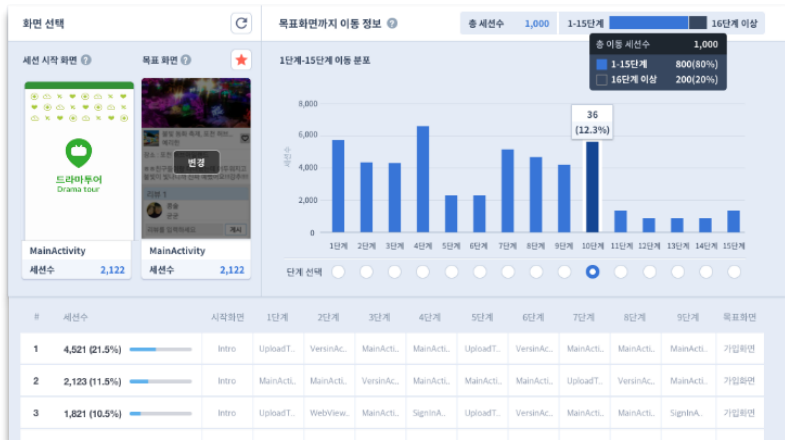 화면 선택
세션 시작 화면 ?
목표 화면 ?
드라마투어
Drama tour
변경
리뷰 1
게시
MainActivity
세션수 2,122
MainActivity
세션수 2,122
목표화면까지 이동 정보 ?
총 세션수 1,000
1-15단계 16단계 이상
총 이동 세션수 1,000
1-15단계 800(80%)
16단계 이상 200(20%)
1단계-15단계 이동 분포
세션수
8,000
6,000
4,000
2,000
0
36
(12.3%)
1단계 2단계 3단계 4단계 5단계 6단계 7단계 8단계 9단계 10단계 11단계 12단계 13단계 14단계 15단계
단계 선택
# 세션수 시작화면 1단계 2단계 3단계 4단계 5단계 6단계 7단계 8단계 9단계 목표화면
1 4,521 (21.5%) Intro UploadT.. VersinAc.. MainActi.. MainActi.. UploadT.. VersinAc.. MainActi.. MainActi.. MainActi.. 가입화면
2 2,123 (11.5%) Intro MainActi.. MainActi.. VersinAc.. MainActi.. MainActi.. MainActi.. UploadT.. VersinAc.. MainActi.. 가입화면
3 1,821 (10.5%) Intro UploadT.. WebView.. MainActi.. SignInA.. UploadT.. VersinAc.. MainActi.. MainActi.. SignInA.. 가입화면